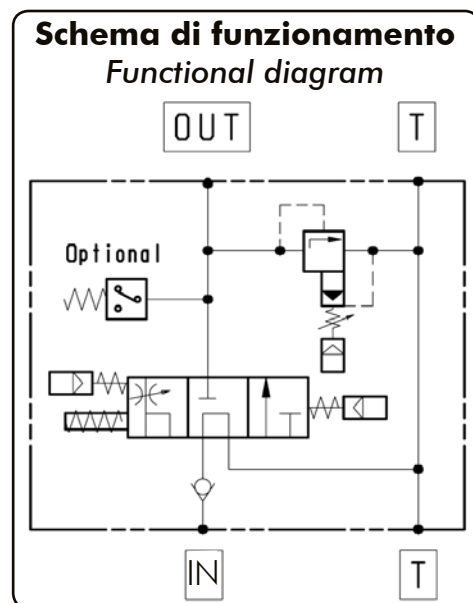 Schema di funzionamento
Functional diagram
OUT T
Optional
IN T